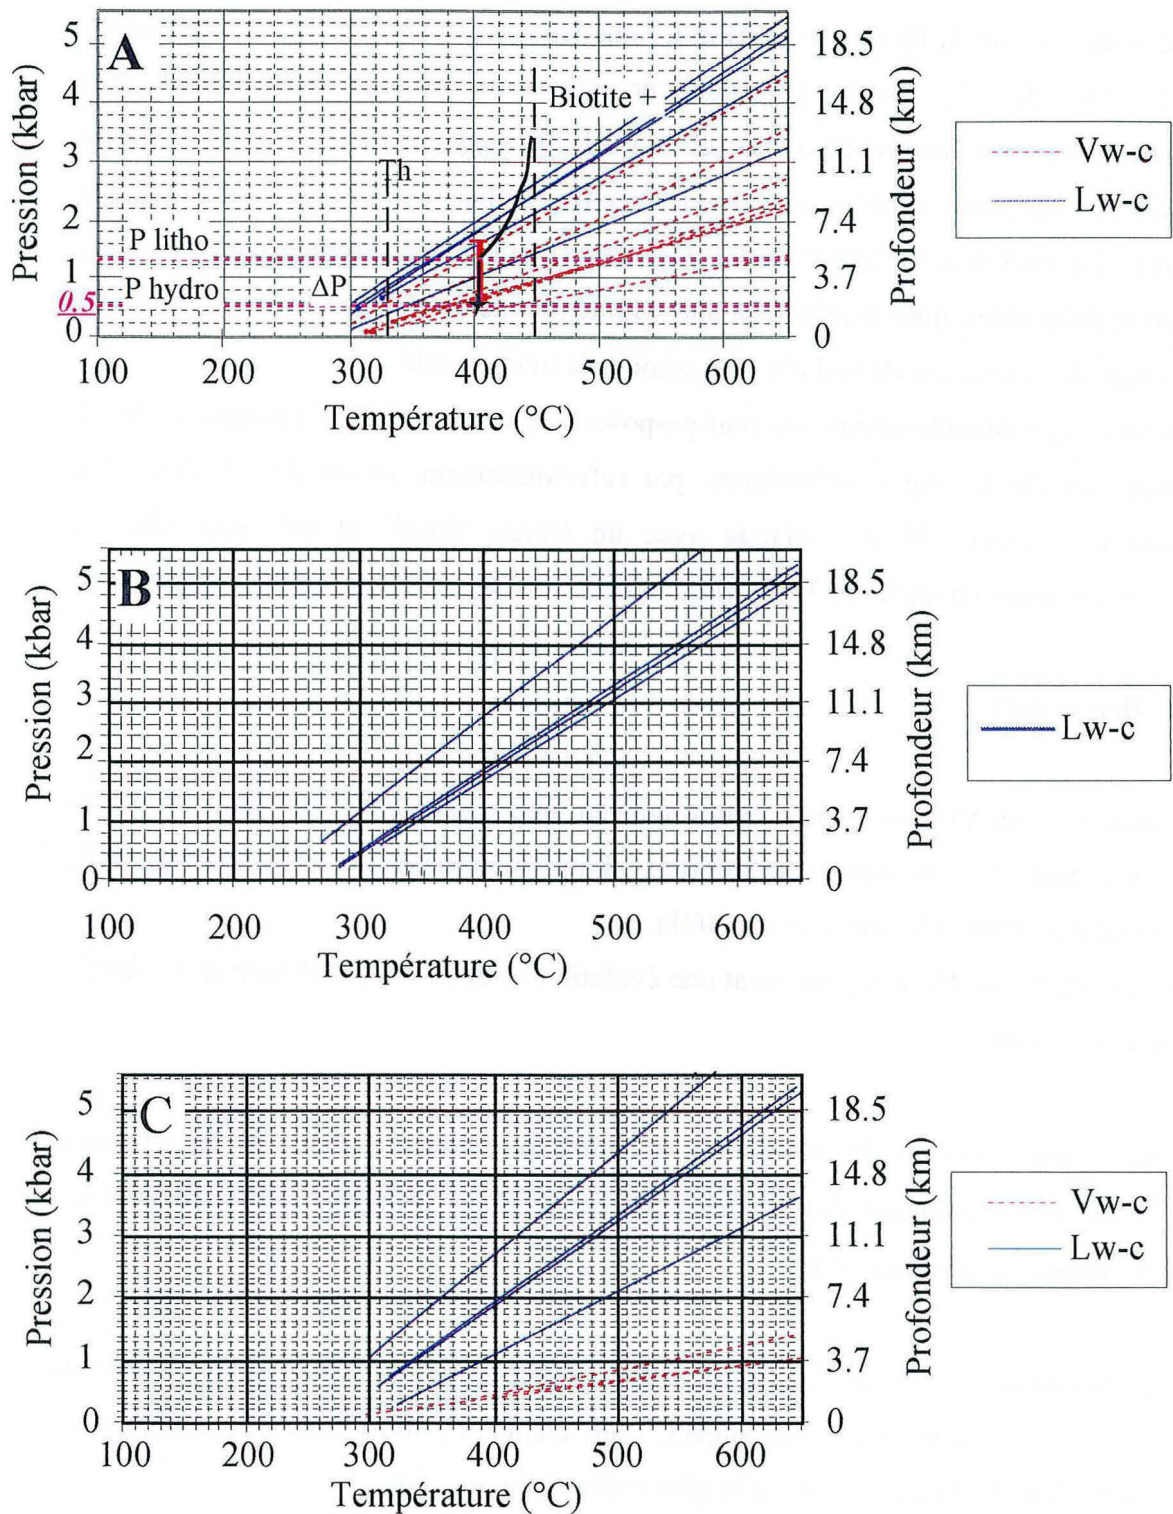 A
Pression (kbar)
5
4
3
2
1
0.5
0
Th
Biotite +
P litho
P hydro
ΔP
100
300
400
500
600
Température (°C)
18.5
14.8
11.1
7.4
3.7
0
Profondeur (km)
Vw-c
Lw-c
B
Pression (kbar)
5
4
3
2
1
0
100
200
300
400
500
600
Température (°C)
18.5
14.8
11.1
7.4
3.7
0
Profondeur (km)
Lw-c
C
Pression (kbar)
5
4
3
2
1
0
100
200
300
400
500
600
Température (°C)
18.5
14.8
11.1
7.4
3.7
0
Profondeur (km)
Vw-c
Lw-c